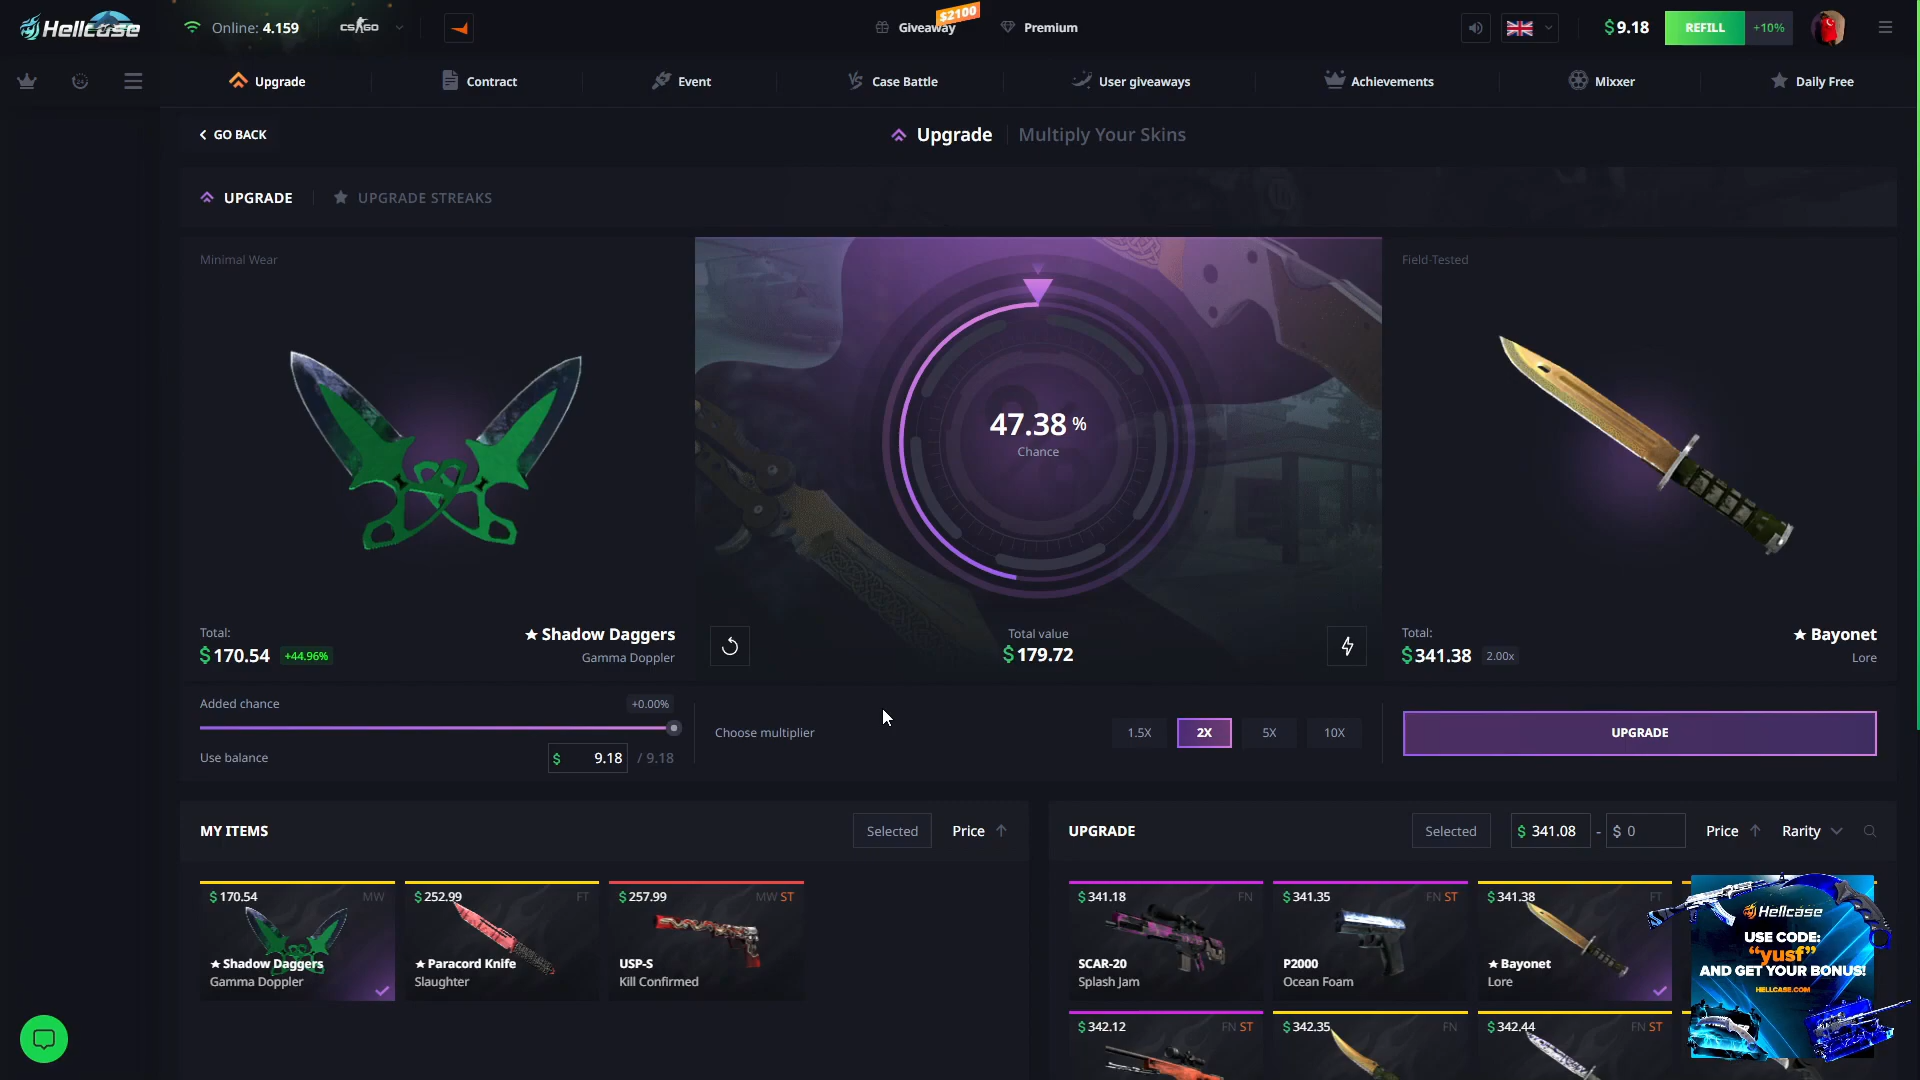 Hellcase
Online: 4.159
CS:GO
Giveaway
$2100
Premium
$ 9.18
REFILL
+10%
24
Upgrade
Contract
Event
VS
Case Battle
User giveaways
Achievements
Mixxer
Daily Free
GO BACK
Upgrade
Multiply Your Skins
UPGRADE
UPGRADE STREAKS
Minimal Wear
Field-Tested
47.38 %
Chance
Total:
★ Shadow Daggers
$ 170.54
+44.96%
Gamma Doppler
Total value
$ 179.72
Total:
★ Bayonet
$ 341.38
2.00x
Lore
Added chance
+0.00%
Use balance
$ 9.18 / 9.18
Choose multiplier
1.5X
2X
5X
10X
UPGRADE
MY ITEMS
Selected
Price
UPGRADE
Selected
$ 341.08 - $ 0
Price
Rarity
$ 170.54
MW
★ Shadow Daggers
Gamma Doppler
$ 252.99
FT
★ Paracord Knife
Slaughter
$ 257.99
MW ST
USP-S
Kill Confirmed
$ 341.18
FN
SCAR-20
Splash Jam
$ 341.35
FN ST
P2000
Ocean Foam
$ 341.38
FT
★ Bayonet
Lore
$ 342.12
FN ST
$ 342.35
FN
$ 342.44
FN ST
Hellcase
USE CODE:
“yusf”
AND GET YOUR BONUS!
HELLCASE.COM